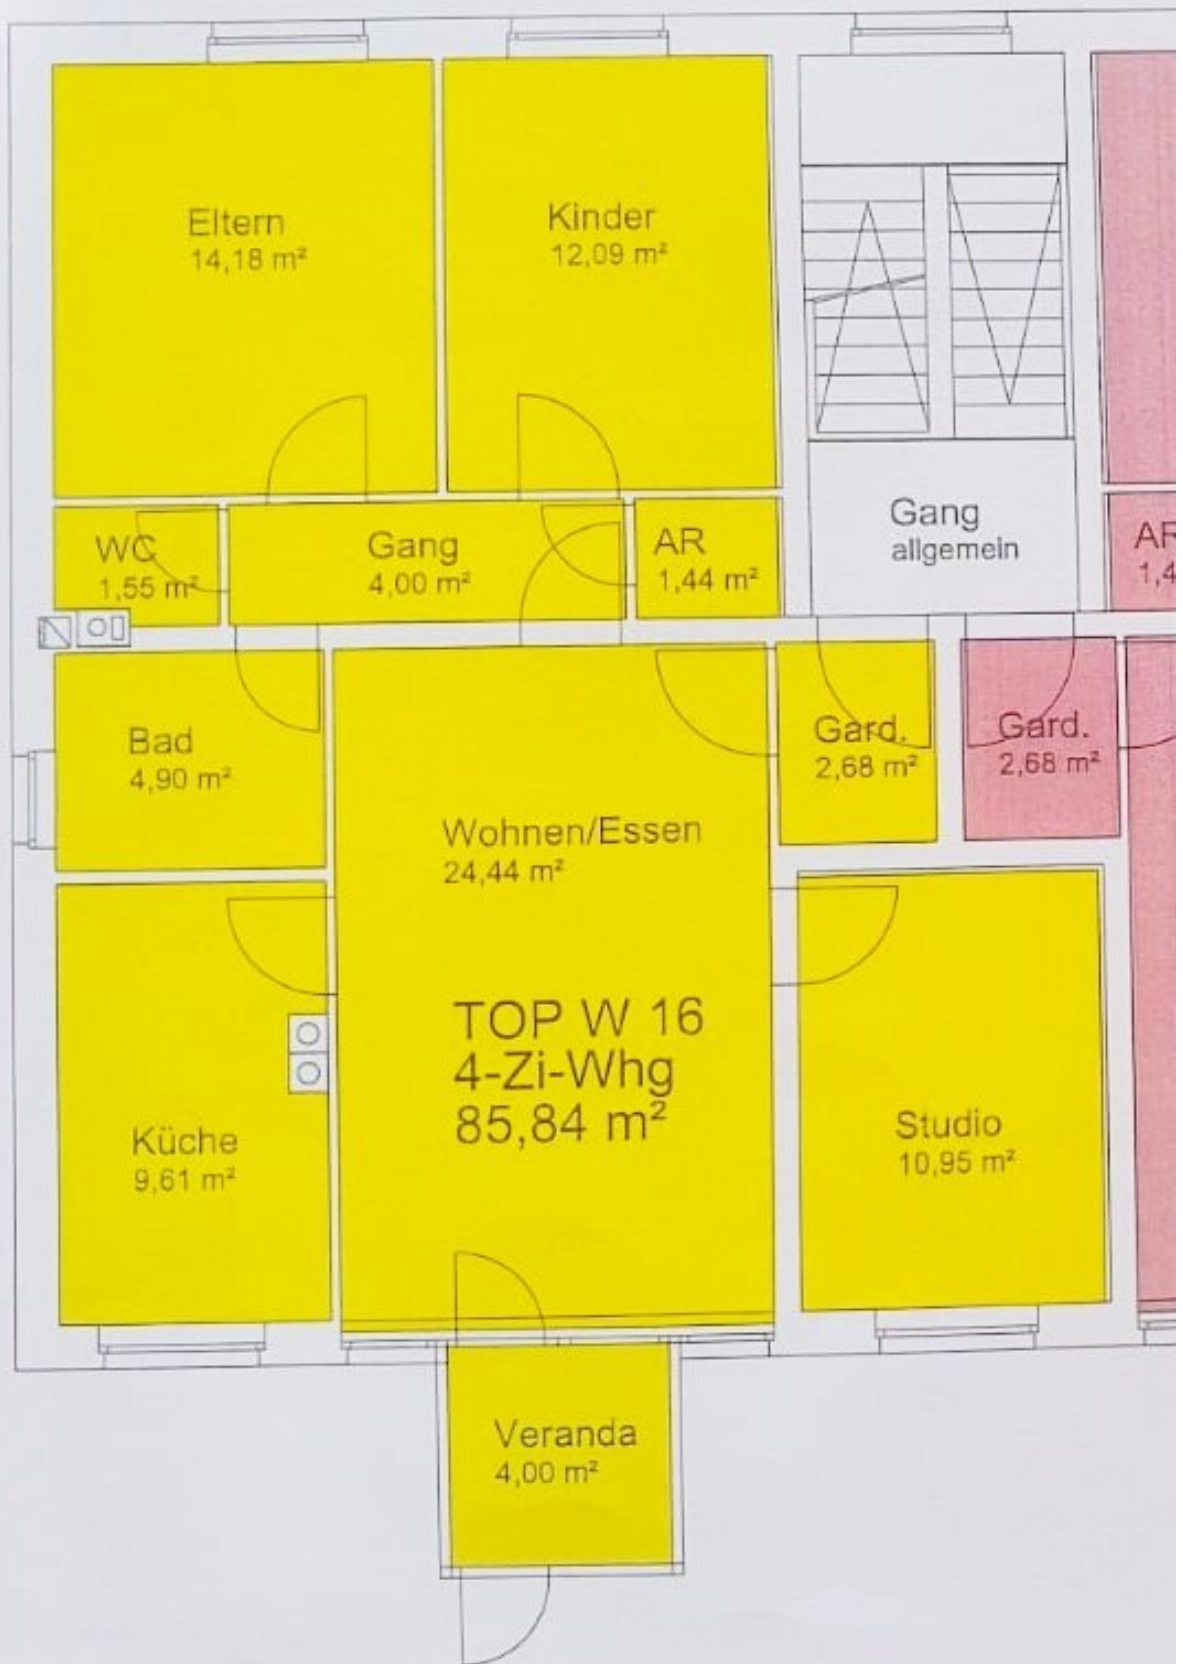 Eltern
14,18 m²
Kinder
12,09 m²
WC
1,55 m²
Gang
4,00 m²
AR
1,44 m²
Gang
allgemein
AR
1,4
Bad
4,90 m²
Gard.
2,68 m²
Gard.
2,68 m²
Wohnen/Essen
24,44 m²
TOP W 16
4-Zi-Whg
85,84 m²
Küche
9,61 m²
Studio
10,95 m²
Veranda
4,00 m²